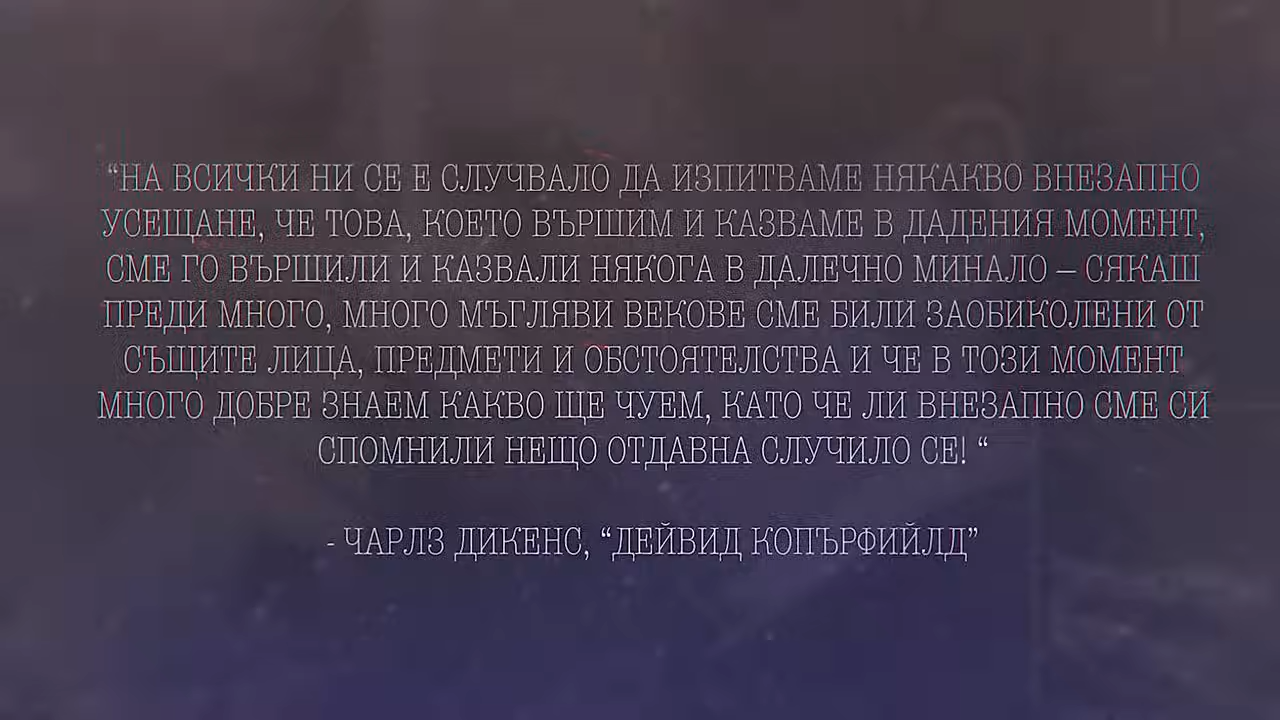 “НА ВСИЧКИ НИ СЕ Е СЛУЧВАЛО ДА ИЗПИТВАМЕ НЯКАКВО ВНЕЗАПНО
УСЕЩАНЕ, ЧЕ ТОВА, КОЕТО ВЪРШИМ И КАЗВАМЕ В ДАДЕНИЯ МОМЕНТ,
СМЕ ГО ВЪРШИЛИ И КАЗВАЛИ НЯКОГА В ДАЛЕЧНО МИНАЛО – СЯКАШ
ПРЕДИ МНОГО, МНОГО МЪГЛЯВИ ВЕКОВЕ СМЕ БИЛИ ЗАОБИКОЛЕНИ ОТ
СЪЩИТЕ ЛИЦА, ПРЕДМЕТИ И ОБСТОЯТЕЛСТВА И ЧЕ В ТОЗИ МОМЕНТ
МНОГО ДОБРЕ ЗНАЕМ КАКВО ЩЕ ЧУЕМ, КАТО ЧЕ ЛИ ВНЕЗАПНО СМЕ СИ
СПОМНИЛИ НЕЩО ОТДАВНА СЛУЧИЛО СЕ! “
- ЧАРЛЗ ДИКЕНС, “ДЕЙВИД КОПЪРФИЙЛД”